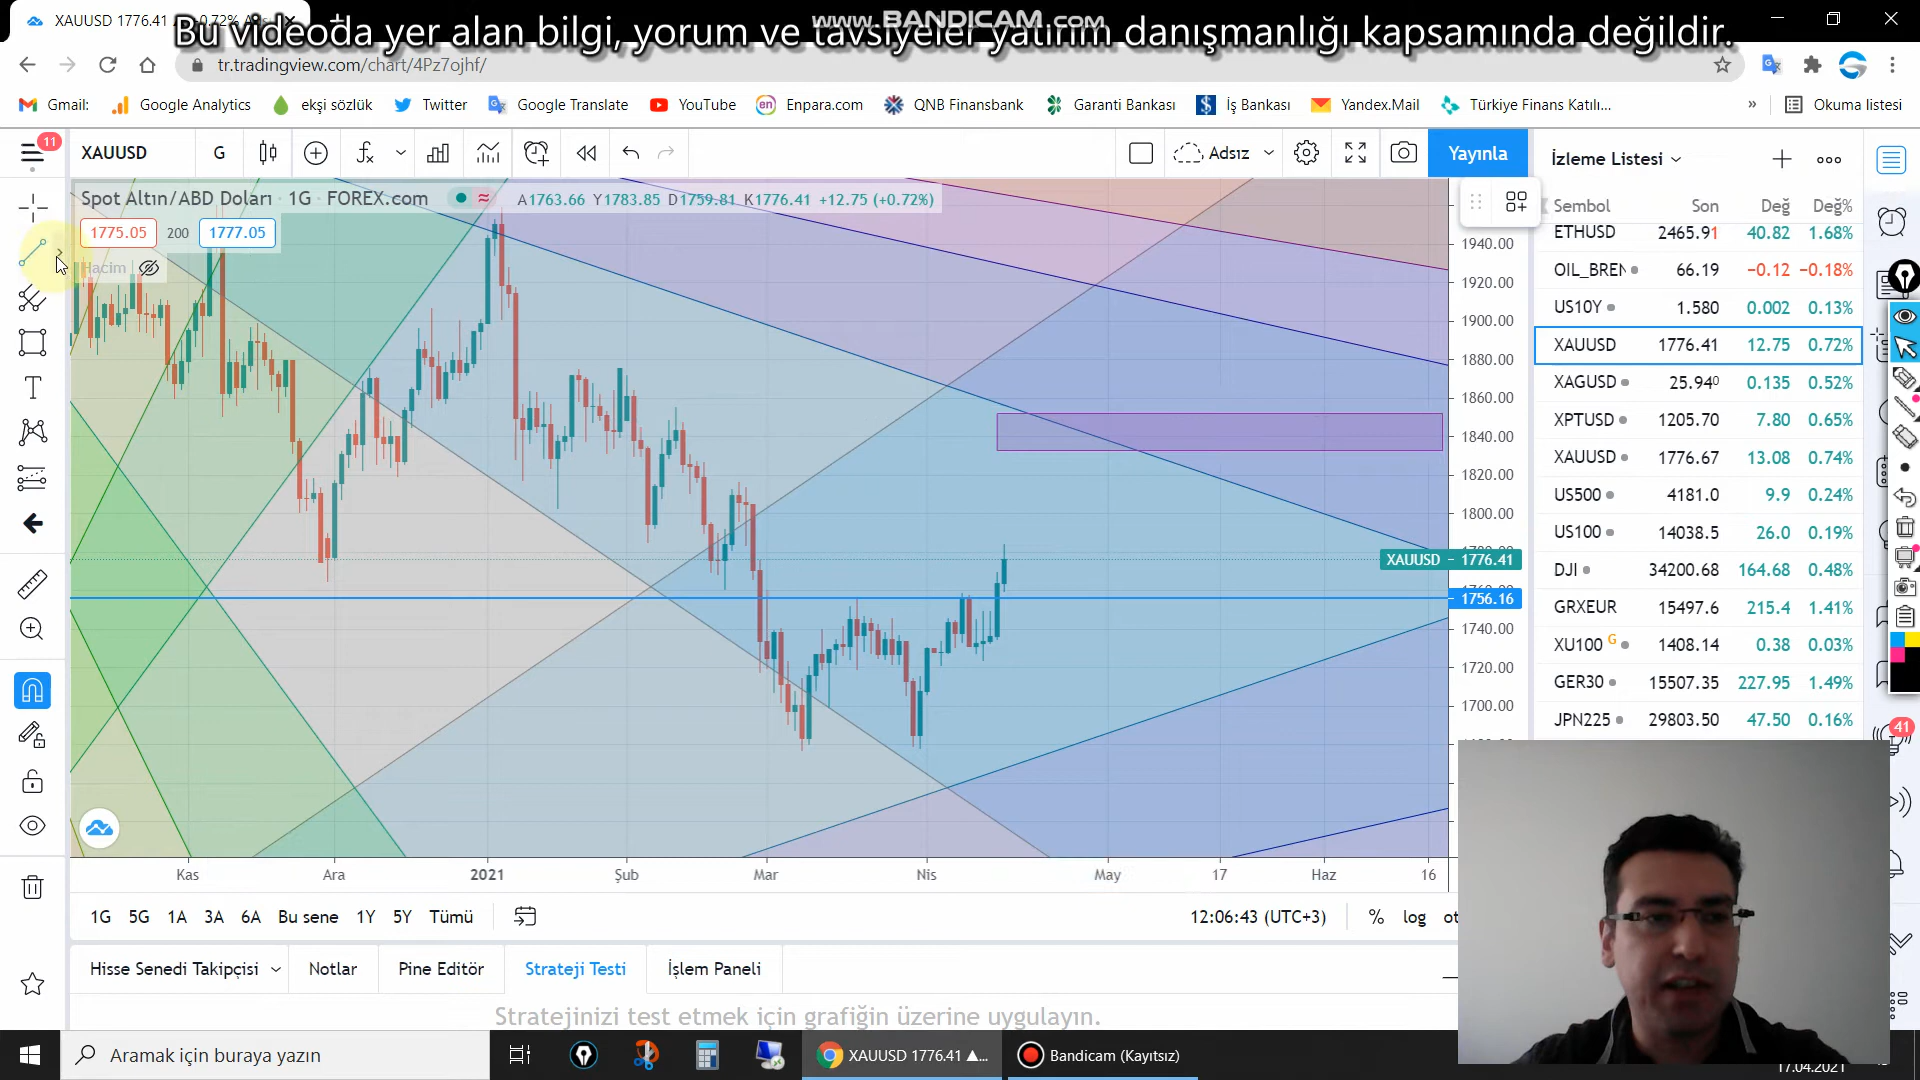 XAUUSD 1776.41
www.BANDICAM.com
Bu videoda yer alan bilgi, yorum ve tavsiyeler yatırım danışmanlığı kapsamında değildir.
tr.tradingview.com/chart/4Pz7ojhf/
Gmail:
Google Analytics
ekşi sözlük
Twitter
Google Translate
YouTube
Enpara.com
QNB Finansbank
Garanti Bankası
İş Bankası
Yandex.Mail
Türkiye Finans Katılı...
»
Okuma listesi
11
XAUUSD
G
Adsız
Yayınla
İzleme Listesi
Spot Altın/ABD Doları · 1G · FOREX.com
A1763.66 Y1783.85 D1759.81 K1776.41 +12.75 (+0.72%)
1775.05 200 1777.05
Hacim
Sembol Son Değ Değ%
ETHUSD 2465.91 40.82 1.68%
OIL_BREN 66.19 −0.12 −0.18%
US10Y 1.580 0.002 0.13%
XAUUSD 1776.41 12.75 0.72%
XAGUSD 25.940 0.135 0.52%
XPTUSD 1205.70 7.80 0.65%
XAUUSD 1776.67 13.08 0.74%
US500 4181.0 9.9 0.24%
US100 14038.5 26.0 0.19%
DJI 34200.68 164.68 0.48%
GRXEUR 15497.6 215.4 1.41%
XU100 G 1408.14 0.38 0.03%
GER30 15507.35 227.95 1.49%
JPN225 29803.50 47.50 0.16%
1940.00
1920.00
1900.00
1880.00
1860.00
1840.00
1820.00
1800.00
XAUUSD 1776.41
1756.16
1740.00
1720.00
1700.00
41
Kas Ara 2021 Şub Mar Nis May 17 Haz 16
1G 5G 1A 3A 6A Bu sene 1Y 5Y Tümü
12:06:43 (UTC+3) % log ot
Hisse Senedi Takipçisi
Notlar
Pine Editör
Strateji Testi
İşlem Paneli
Stratejinizi test etmek için grafiğin üzerine uygulayın.
Aramak için buraya yazın
XAUUSD 1776.41 ▲...
Bandicam (Kayıtsız)
17.04.2021